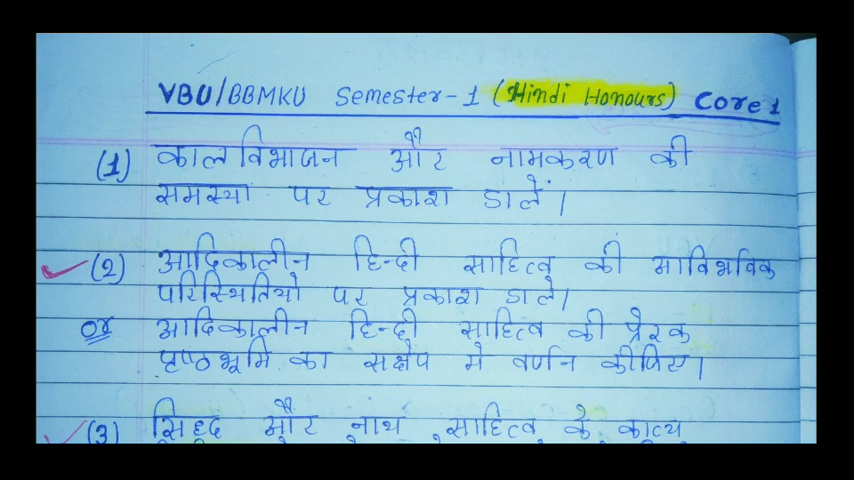 VBU/BBMKU Semester-1 (Hindi Honours) Core 1
(1) कालविभाजन और नामकरण की
समस्या पर प्रकाश डालें।
(2) आदिकालीन हिन्दी साहित्य की
परिस्थितियो पर प्रकाश डाले।
or आदिकालीन हिन्दी साहित्य की प्रेरक
पृष्ठभूमि का सक्षेप मे वर्णन कीजिए।
(3) सिद्द और नाथ साहित्य के काव्य